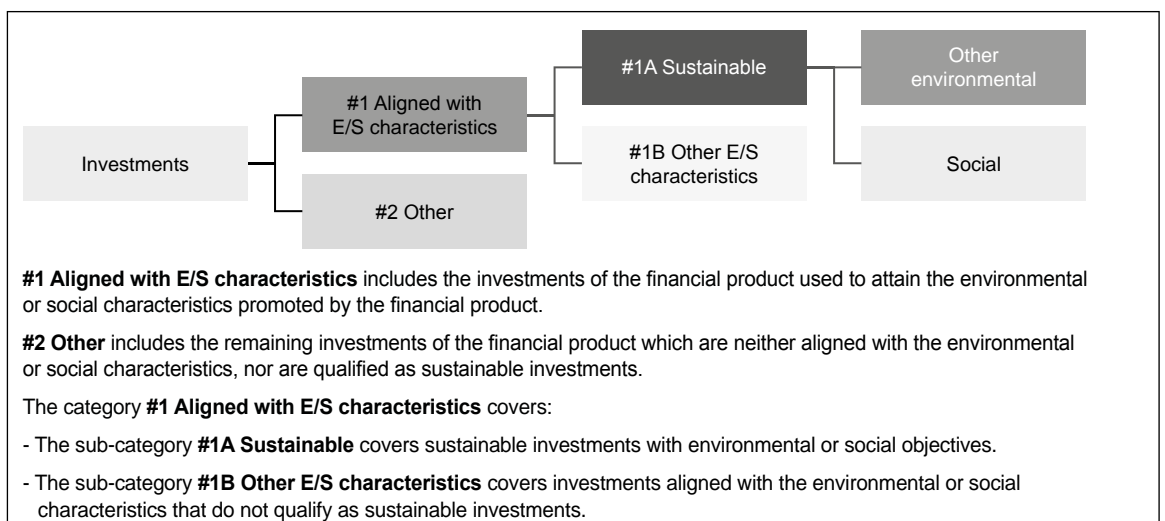 Investments
#1 Aligned with
E/S characteristics
#2 Other
#1A Sustainable
#1B Other E/S
characteristics
Other
environmental
Social
#1 Aligned with E/S characteristics includes the investments of the financial product used to attain the environmental
or social characteristics promoted by the financial product.
#2 Other includes the remaining investments of the financial product which are neither aligned with the environmental
or social characteristics, nor are qualified as sustainable investments.
The category #1 Aligned with E/S characteristics covers:
- The sub-category #1A Sustainable covers sustainable investments with environmental or social objectives.
- The sub-category #1B Other E/S characteristics covers investments aligned with the environmental or social
characteristics that do not qualify as sustainable investments.